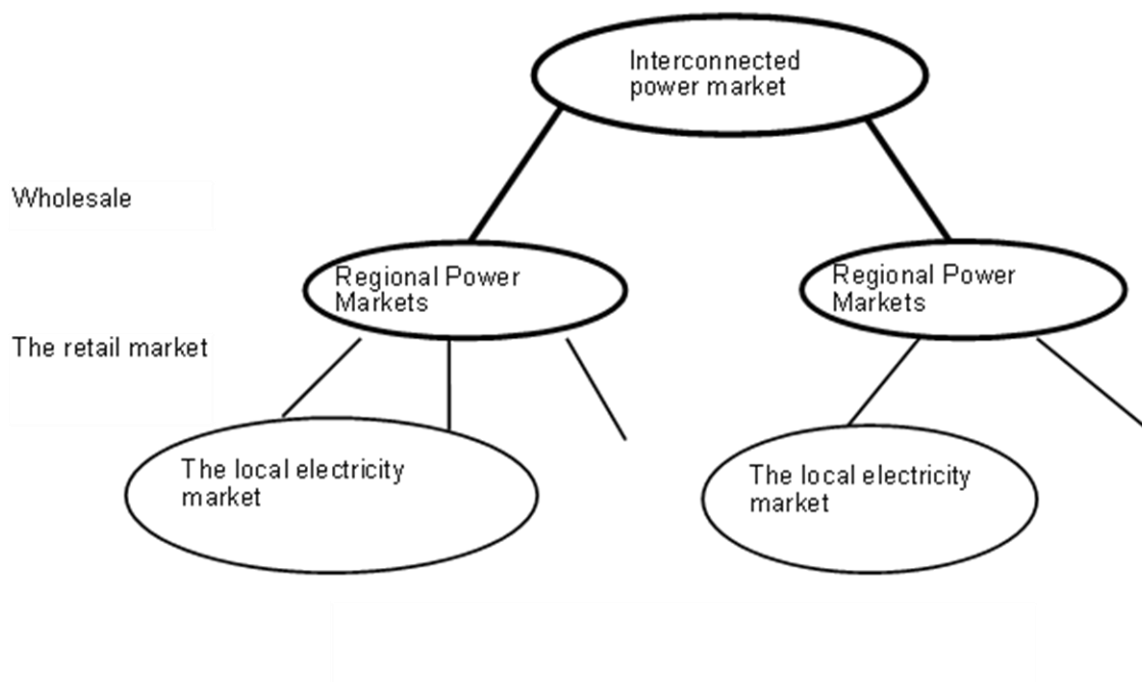 Interconnected
power market
Wholesale
Regional Power
Markets
Regional Power
Markets
The retail market
The local electricity
market
The local electricity
market